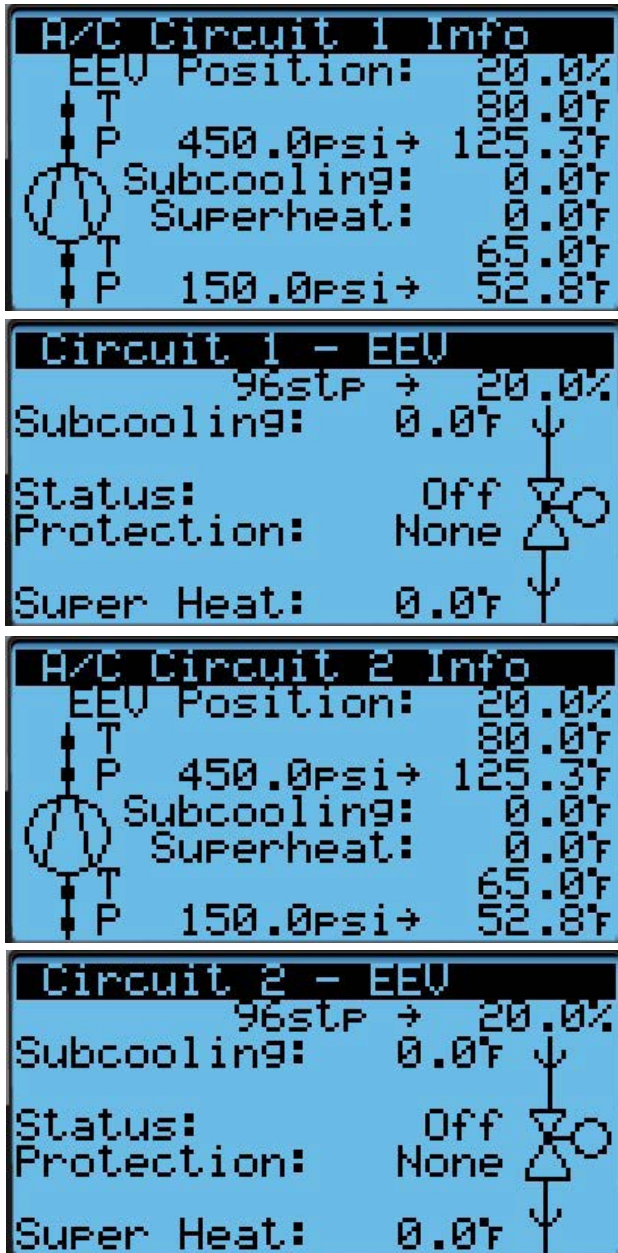 A/C Circuit 1 Info
EEV Position: 20.0%
T 80.0°F
P 450.0psi→ 125.3°F
Subcooling: 0.0°F
Superheat: 0.0°F
T 65.0°F
P 150.0psi→ 52.8°F
Circuit 1 - EEV
96stp → 20.0%
Subcooling: 0.0°F
Status: Off
Protection: None
Super Heat: 0.0°F
A/C Circuit 2 Info
EEV Position: 20.0%
T 80.0°F
P 450.0psi→ 125.3°F
Subcooling: 0.0°F
Superheat: 0.0°F
T 65.0°F
P 150.0psi→ 52.8°F
Circuit 2 - EEV
96stp → 20.0%
Subcooling: 0.0°F
Status: Off
Protection: None
Super Heat: 0.0°F